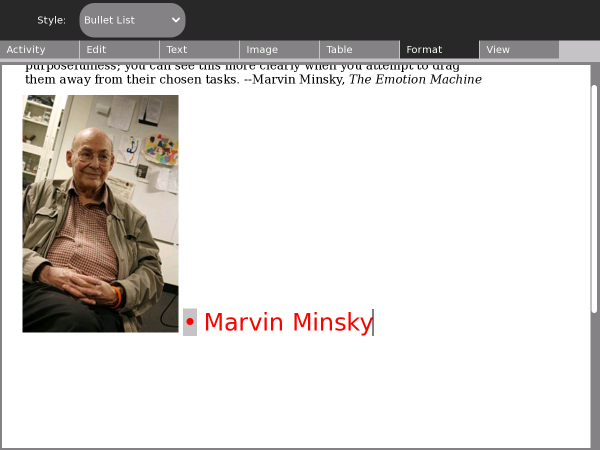 Style: Bullet List
Activity Edit Text Image Table Format View
purposefulness; you can see this more clearly when you attempt to drag
them away from their chosen tasks. --Marvin Minsky, The Emotion Machine
• Marvin Minsky